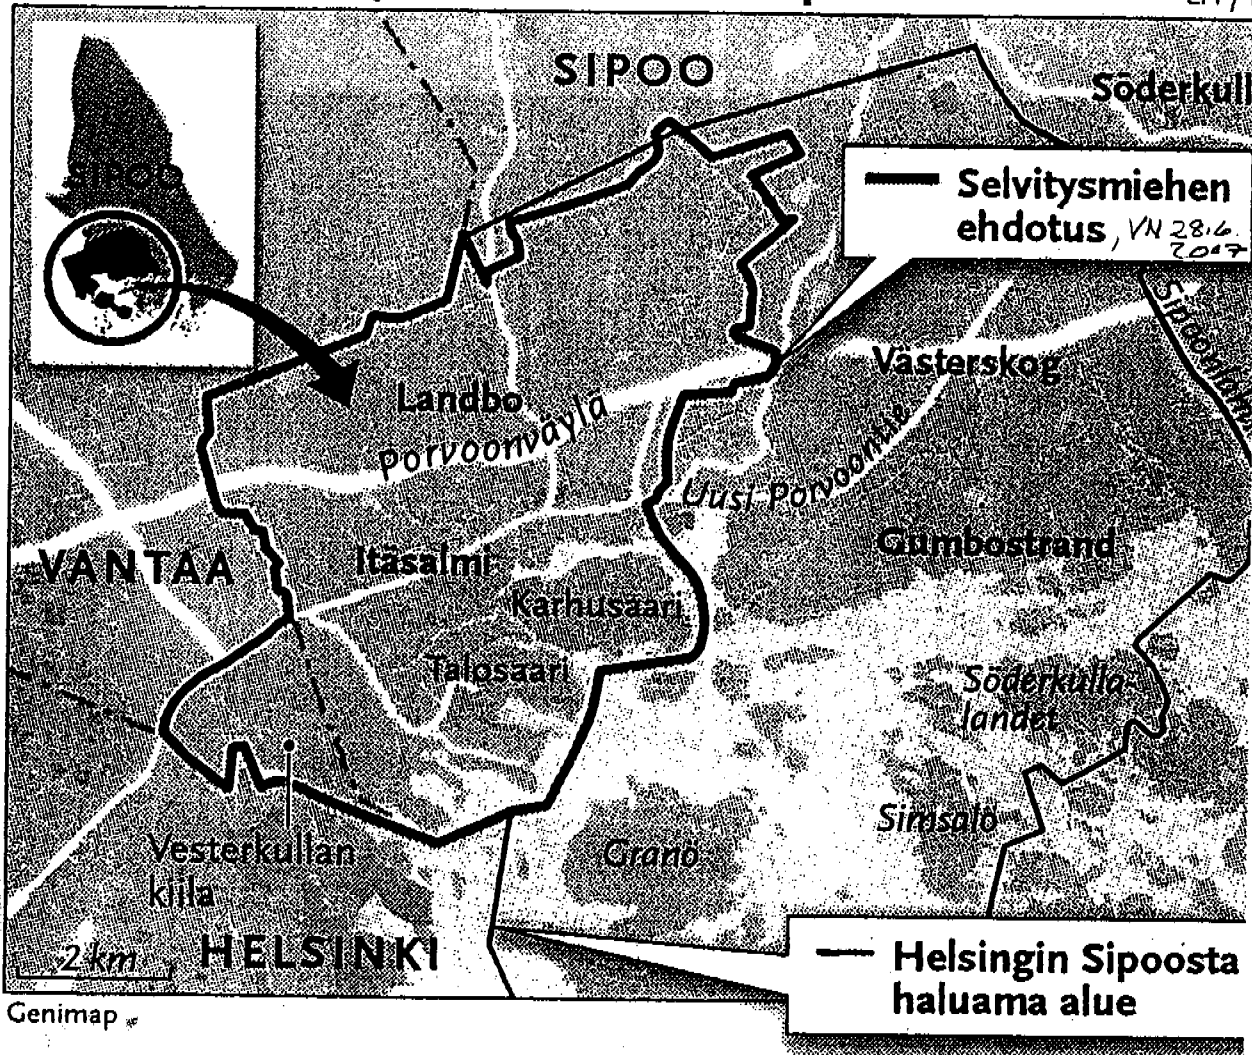 SIPOO
Söderkull
SIPOO
Selvitysmiehen
ehdotus, VN 28.6.
2007
Sipoonlahti
Västerskog
Landbo
Porvoonväylä
Uusi Porvoontie
Gumbostrand
VANTAA
Itäsalmi
Karhusaari
Talosaari
Söderkulla-
landet
Simsalö
Granö
Vesterkullan
kiila
HELSINKI
2 km
Helsingin Sipoosta
haluama alue
Genimap